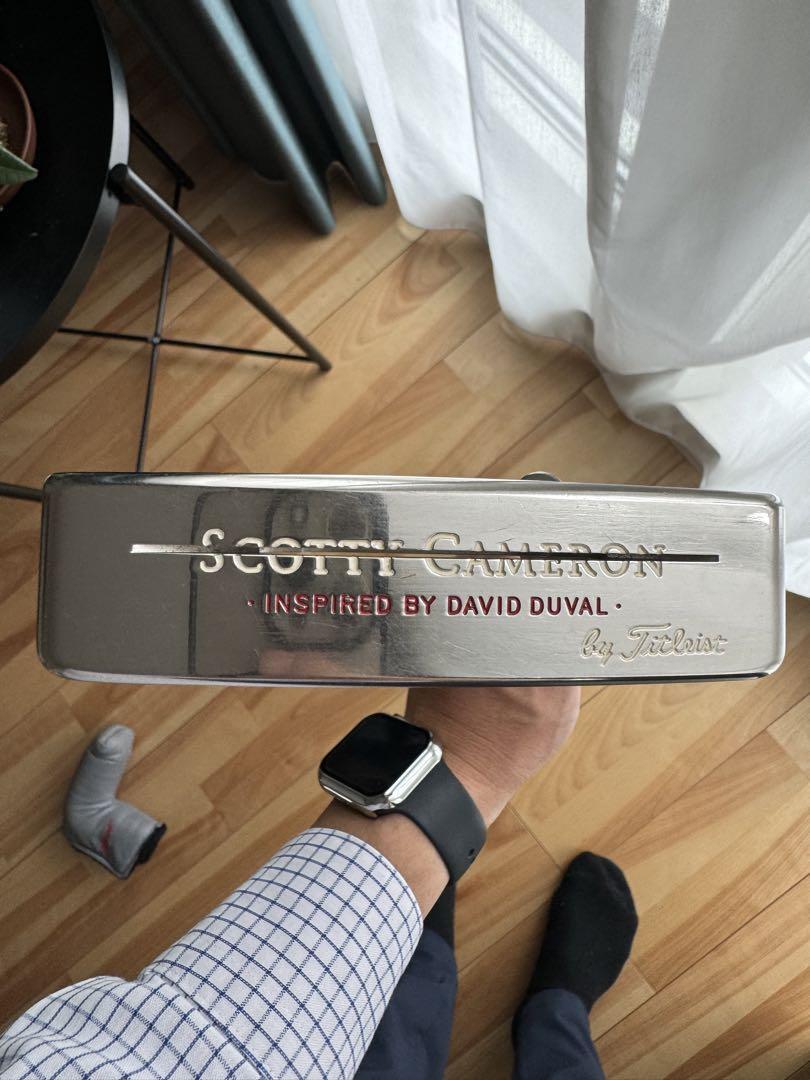 SCOTTY CAMERON
· INSPIRED BY DAVID DUVAL ·
by Titleist